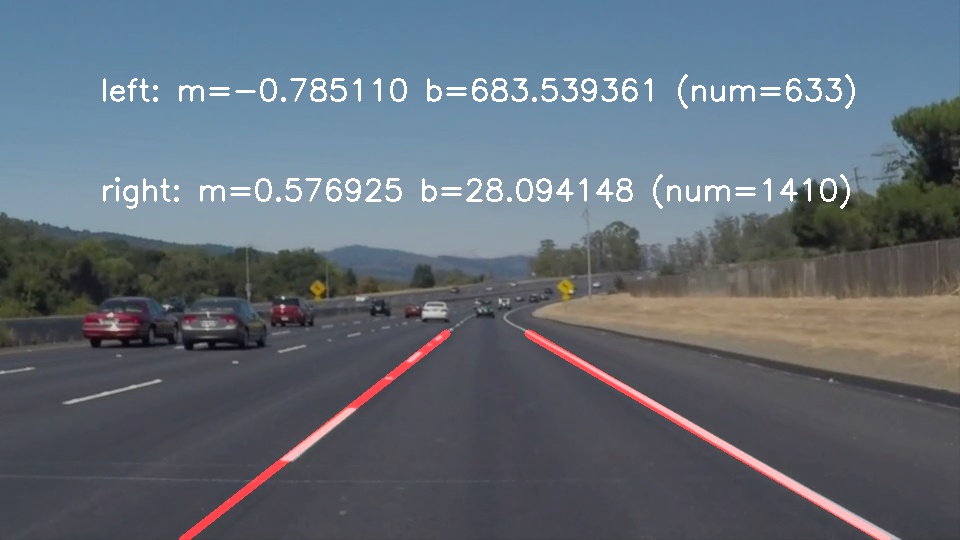 left: m=-0.785110 b=683.539361 (num=633)
right: m=0.576925 b=28.094148 (num=1410)